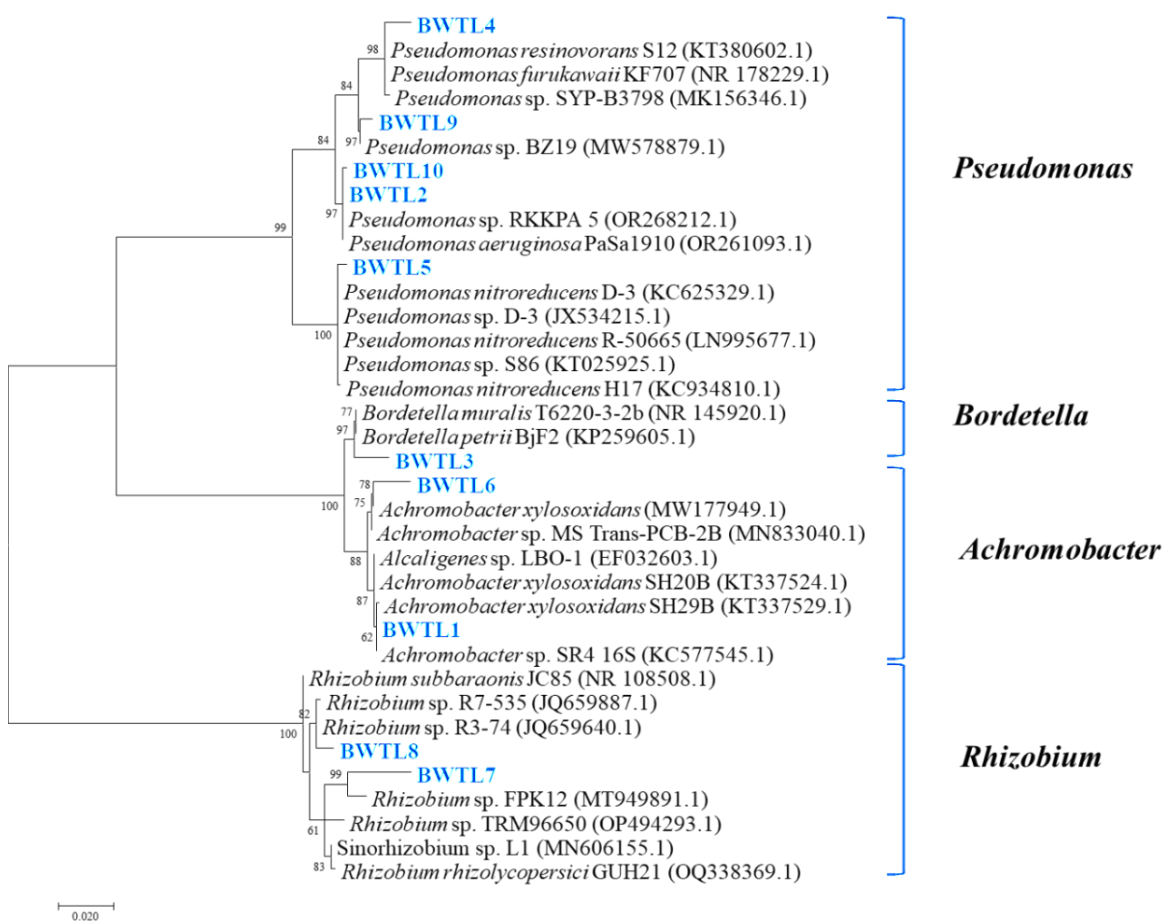 BWTL4
98
Pseudomonas resinovorans S12 (KT380602.1)
Pseudomonas furukawaii KF707 (NR 178229.1)
84
Pseudomonas sp. SYP-B3798 (MK156346.1)
BWTL9
84
97
Pseudomonas sp. BZ19 (MW578879.1)
BWTL10
Pseudomonas
BWTL2
97
Pseudomonas sp. RKKPA 5 (OR268212.1)
99
Pseudomonas aeruginosa PaSa1910 (OR261093.1)
BWTL5
Pseudomonas nitroreducens D-3 (KC625329.1)
Pseudomonas sp. D-3 (JX534215.1)
100
Pseudomonas nitroreducens R-50665 (LN995677.1)
Pseudomonas sp. S86 (KT025925.1)
Pseudomonas nitroreducens H17 (KC934810.1)
77
Bordetella muralis T6220-3-2b (NR 145920.1)
Bordetella
97
Bordetella petrii BjF2 (KP259605.1)
BWTL3
78
BWTL6
75
100
Achromobacter xylosoxidans (MW177949.1)
Achromobacter sp. MS Trans-PCB-2B (MN833040.1)
Achromobacter
88
Alcaligenes sp. LBO-1 (EF032603.1)
Achromobacter xylosoxidans SH20B (KT337524.1)
87
Achromobacter xylosoxidans SH29B (KT337529.1)
BWTL1
62
Achromobacter sp. SR4 16S (KC577545.1)
Rhizobium subbaraonis JC85 (NR 108508.1)
Rhizobium sp. R7-535 (JQ659887.1)
82
100
Rhizobium sp. R3-74 (JQ659640.1)
BWTL8
Rhizobium
99
BWTL7
Rhizobium sp. FPK12 (MT949891.1)
Rhizobium sp. TRM96650 (OP494293.1)
61
Sinorhizobium sp. L1 (MN606155.1)
83
Rhizobium rhizolycopersici GUH21 (OQ338369.1)
0.020